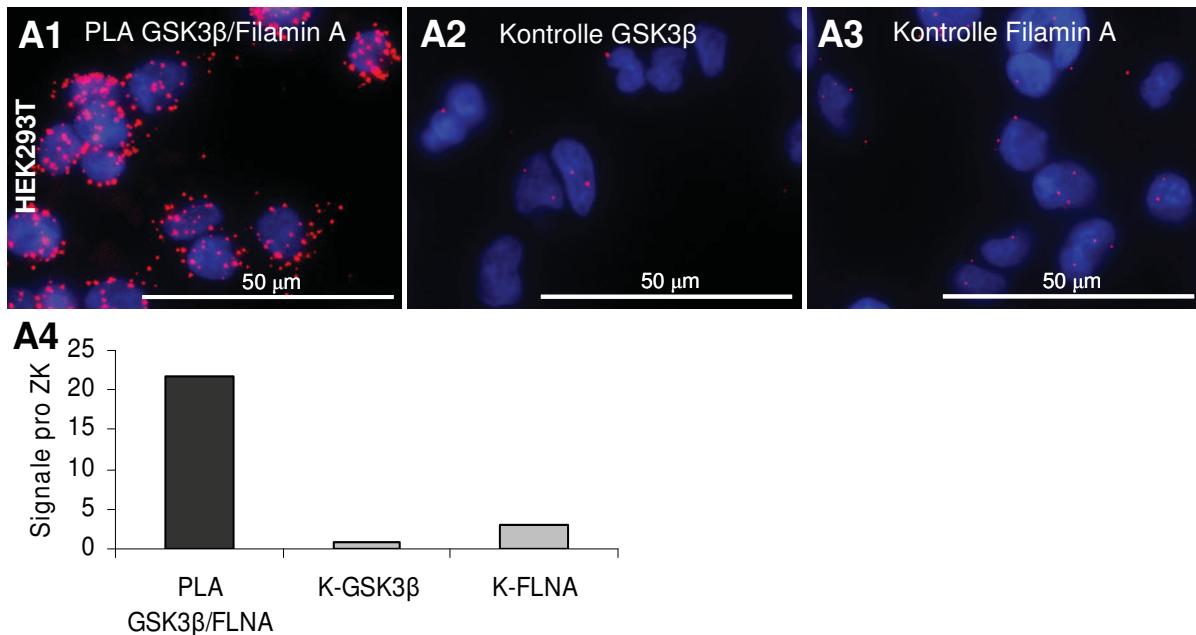 A1 PLA GSK3β/Filamin A
HEK293T
50 µm
A2 Kontrolle GSK3β
50 µm
A3 Kontrolle Filamin A
50 µm
A4
Signale pro ZK
25
20
15
10
5
0
PLA
GSK3β/FLNA
K-GSK3β
K-FLNA